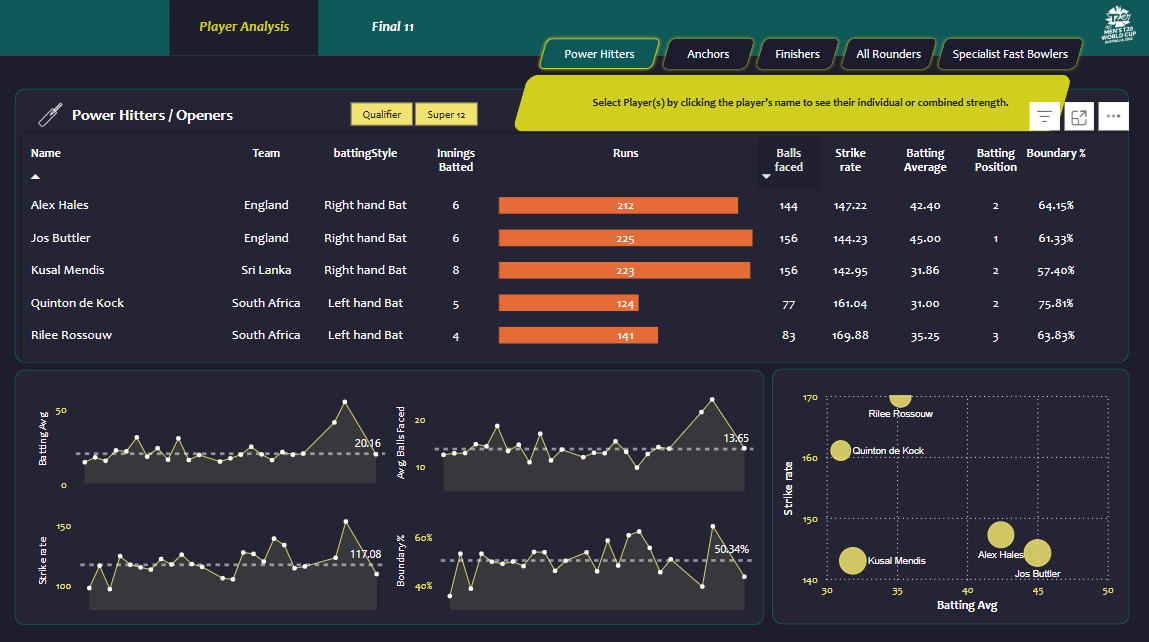 Player Analysis
Final 11
T20
MEN'S T20
WORLD CUP
AUSTRALIA 2022
Power Hitters
Anchors
Finishers
All Rounders
Specialist Fast Bowlers
Select Player(s) by clicking the player's name to see their individual or combined strength.
Power Hitters / Openers
Qualifier
Super 12
Name Team battingStyle Innings Batted Runs Balls faced Strike rate Batting Average Batting Position Boundary %
Alex Hales England Right hand Bat 6 212 144 147.22 42.40 2 64.15%
Jos Buttler England Right hand Bat 6 225 156 144.23 45.00 1 61.33%
Kusal Mendis Sri Lanka Right hand Bat 8 223 156 142.95 31.86 2 57.40%
Quinton de Kock South Africa Left hand Bat 5 124 77 161.04 31.00 2 75.81%
Rilee Rossouw South Africa Left hand Bat 4 141 83 169.88 35.25 3 63.83%
Batting Avg
50
0
20.16
Avg. Balls Faced
20
10
13.65
Strike rate
150
100
117.08
Boundary %
60%
40%
50.34%
Strike rate
170
160
150
140
Rilee Rossouw
Quinton de Kock
Alex Hales
Kusal Mendis
Jos Buttler
30 35 40 45 50
Batting Avg